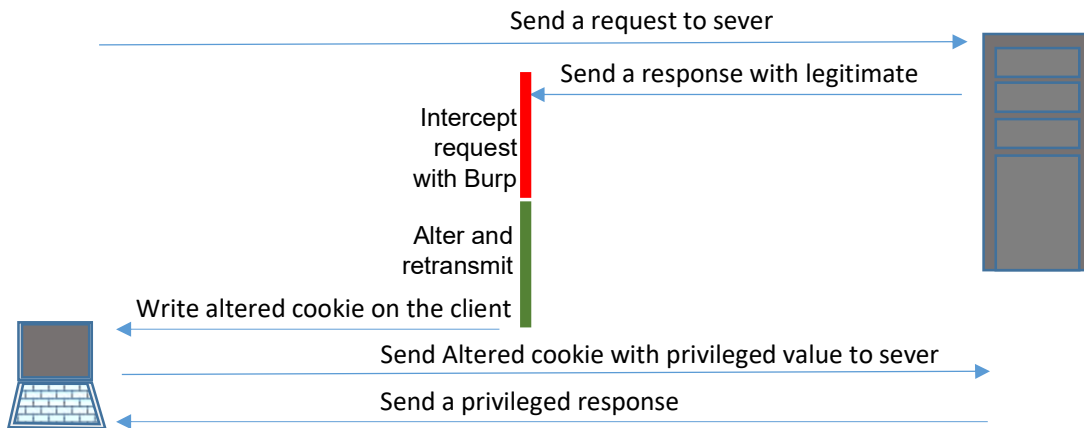 Send a request to sever
Send a response with legitimate
Intercept
request
with Burp
Alter and
retransmit
Write altered cookie on the client
Send Altered cookie with privileged value to sever
Send a privileged response